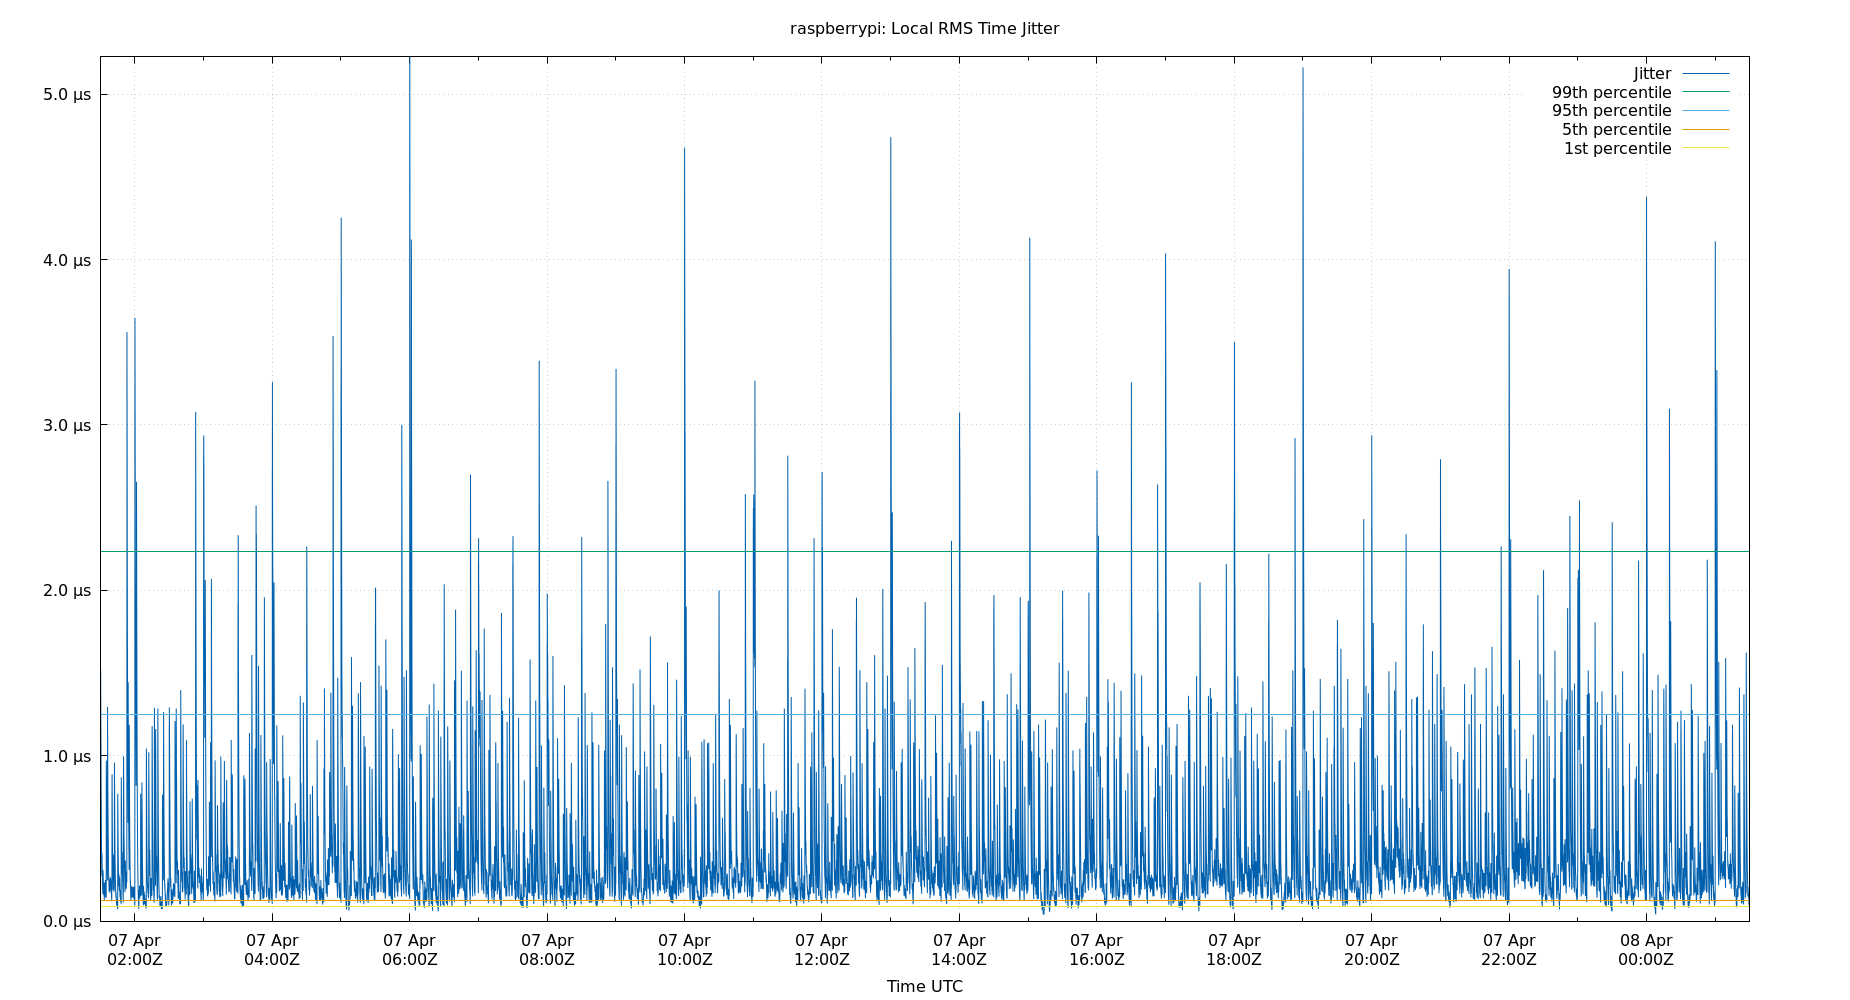 raspberrypi: Local RMS Time Jitter
Jitter
99th percentile
95th percentile
5th percentile
1st percentile
5.0 µs
4.0 µs
3.0 µs
2.0 µs
1.0 µs
0.0 µs
07 Apr 07 Apr 07 Apr 07 Apr 07 Apr 07 Apr 07 Apr 07 Apr 07 Apr 07 Apr 07 Apr 08 Apr
02:00Z 04:00Z 06:00Z 08:00Z 10:00Z 12:00Z 14:00Z 16:00Z 18:00Z 20:00Z 22:00Z 00:00Z
Time UTC